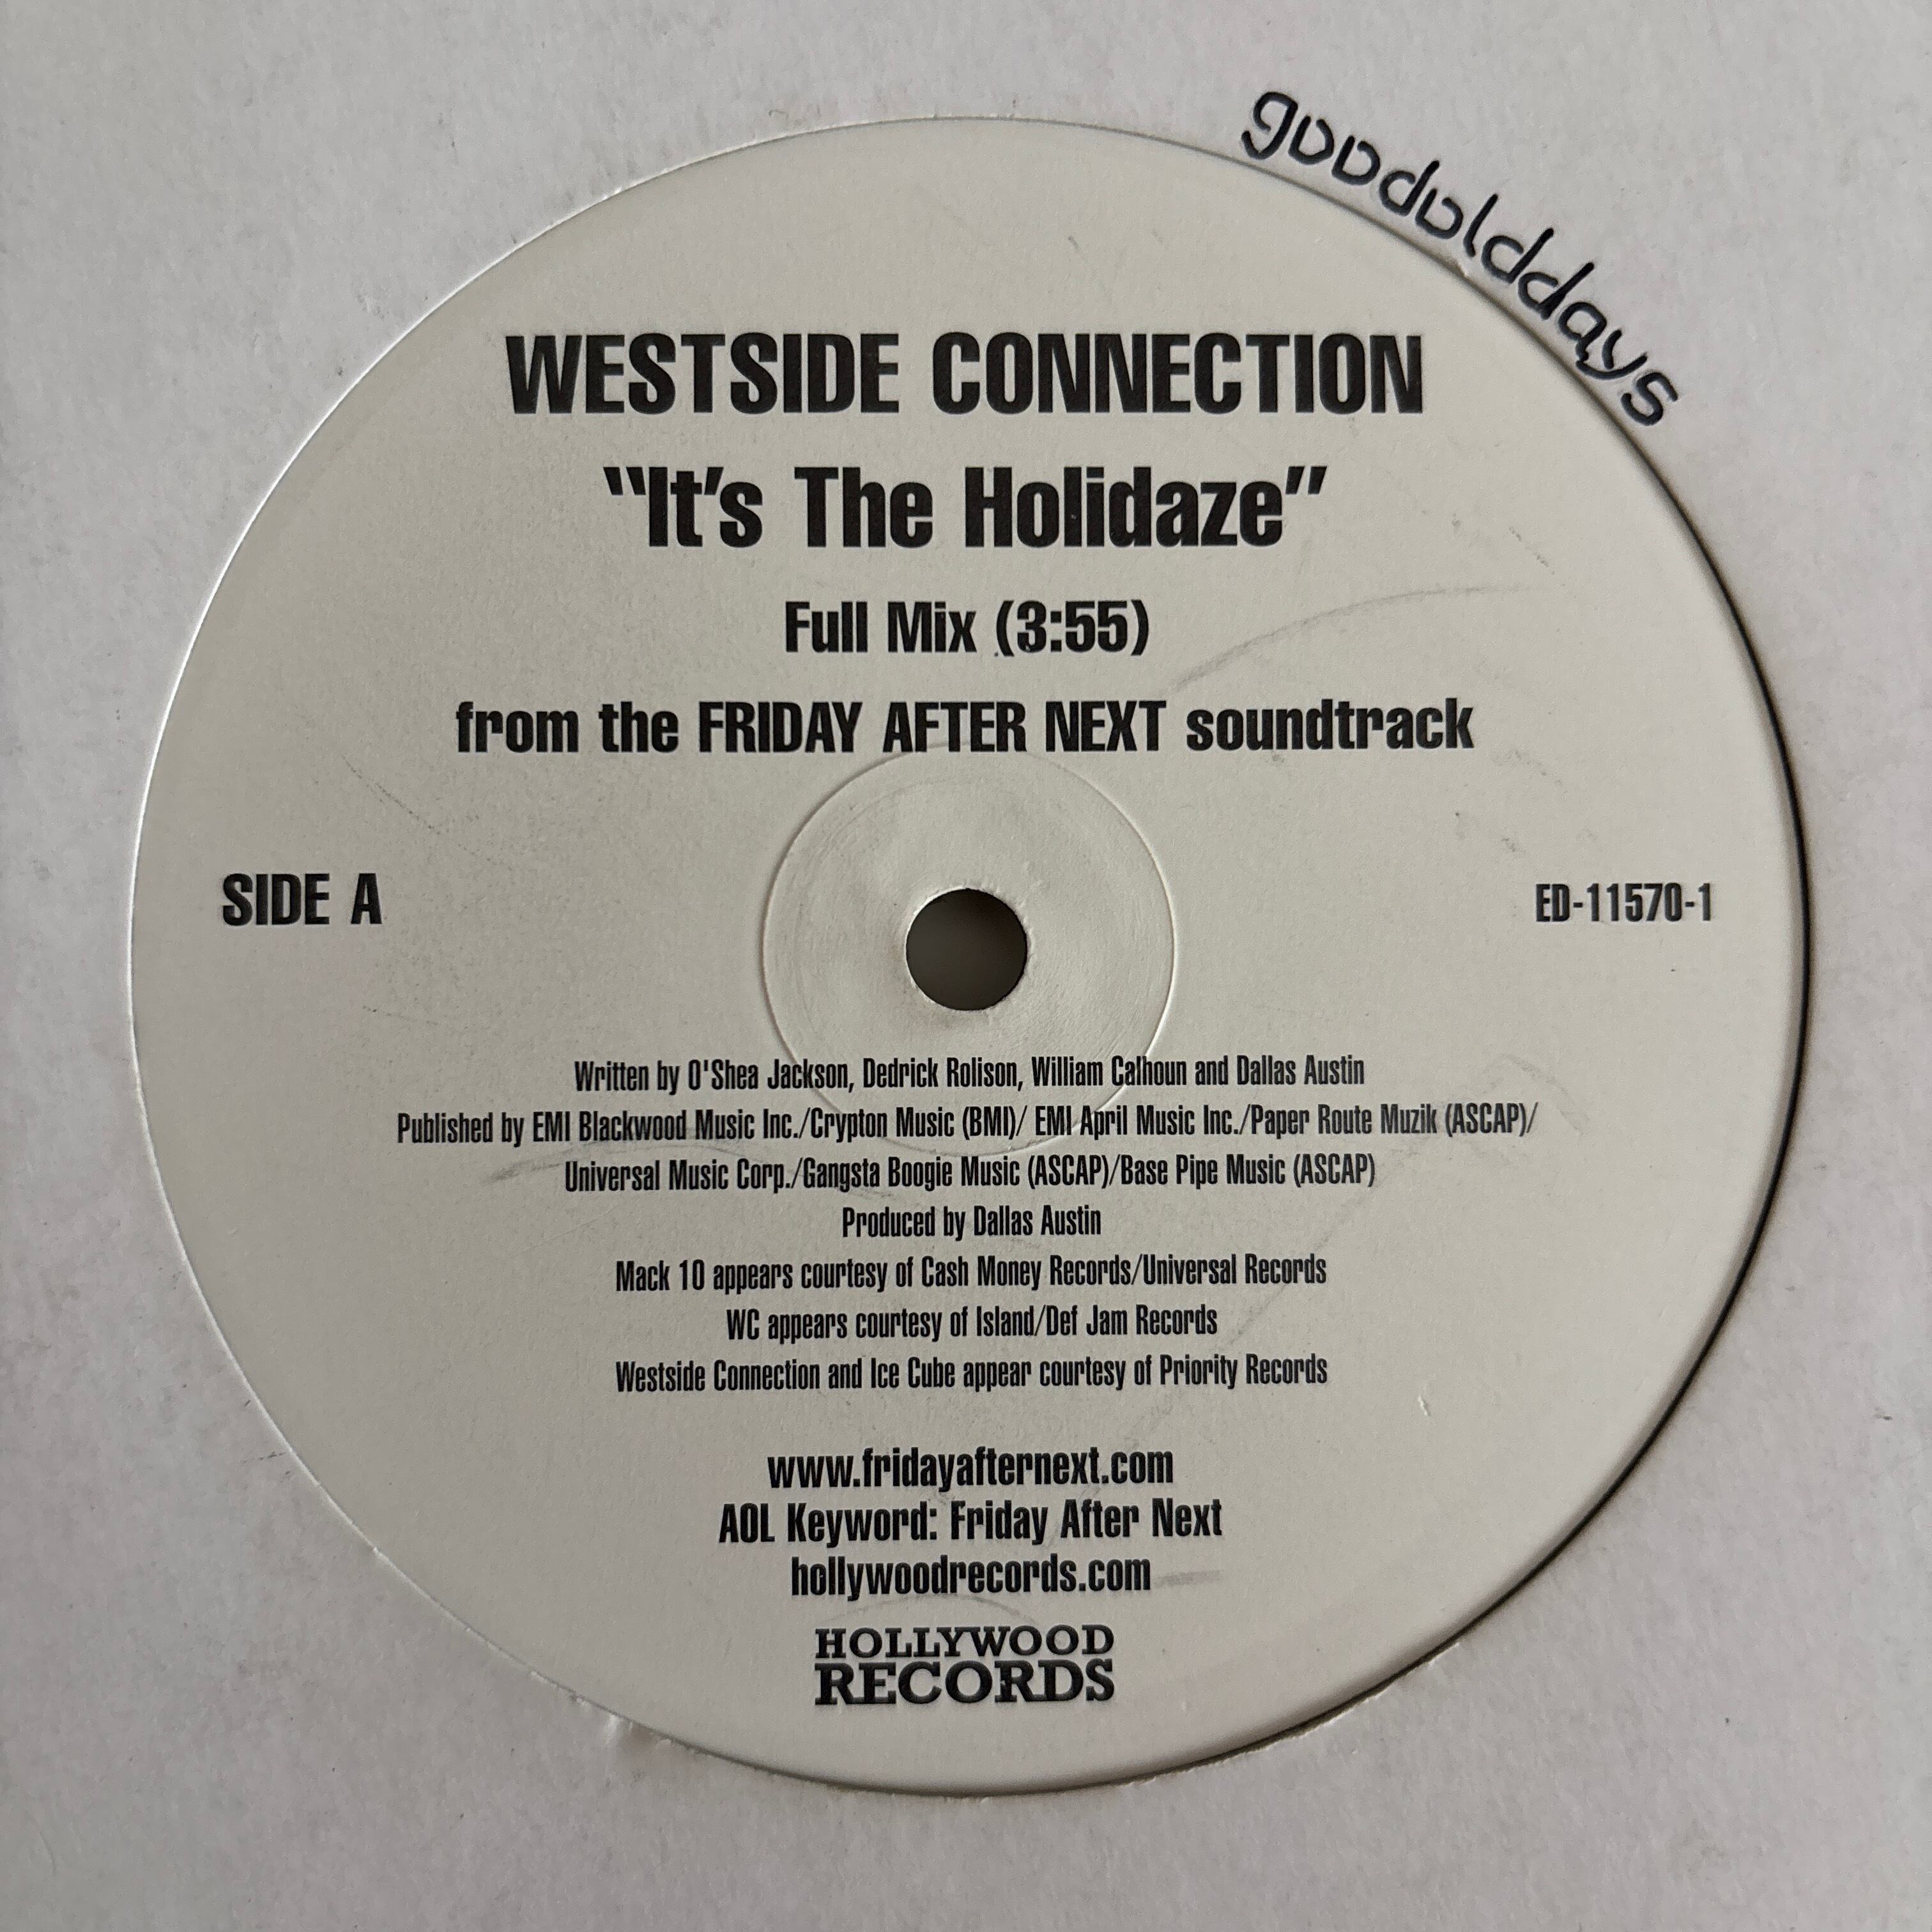 goodolddays
WESTSIDE CONNECTION
"It's The Holidaze"
Full Mix (3:55)
from the FRIDAY AFTER NEXT soundtrack
SIDE A
ED-11570-1
Written by O'Shea Jackson, Dedrick Rolison, William Calhoun and Dallas Austin
Published by EMI Blackwood Music Inc./Crypton Music (BMI)/ EMI April Music Inc./Paper Route Muzik (ASCAP)/
Universal Music Corp./Gangsta Boogie Music (ASCAP)/Base Pipe Music (ASCAP)
Produced by Dallas Austin
Mack 10 appears courtesy of Cash Money Records/Universal Records
WC appears courtesy of Island/Def Jam Records
Westside Connection and Ice Cube appear courtesy of Priority Records
www.fridayafternext.com
AOL Keyword: Friday After Next
hollywoodrecords.com
HOLLYWOOD
RECORDS